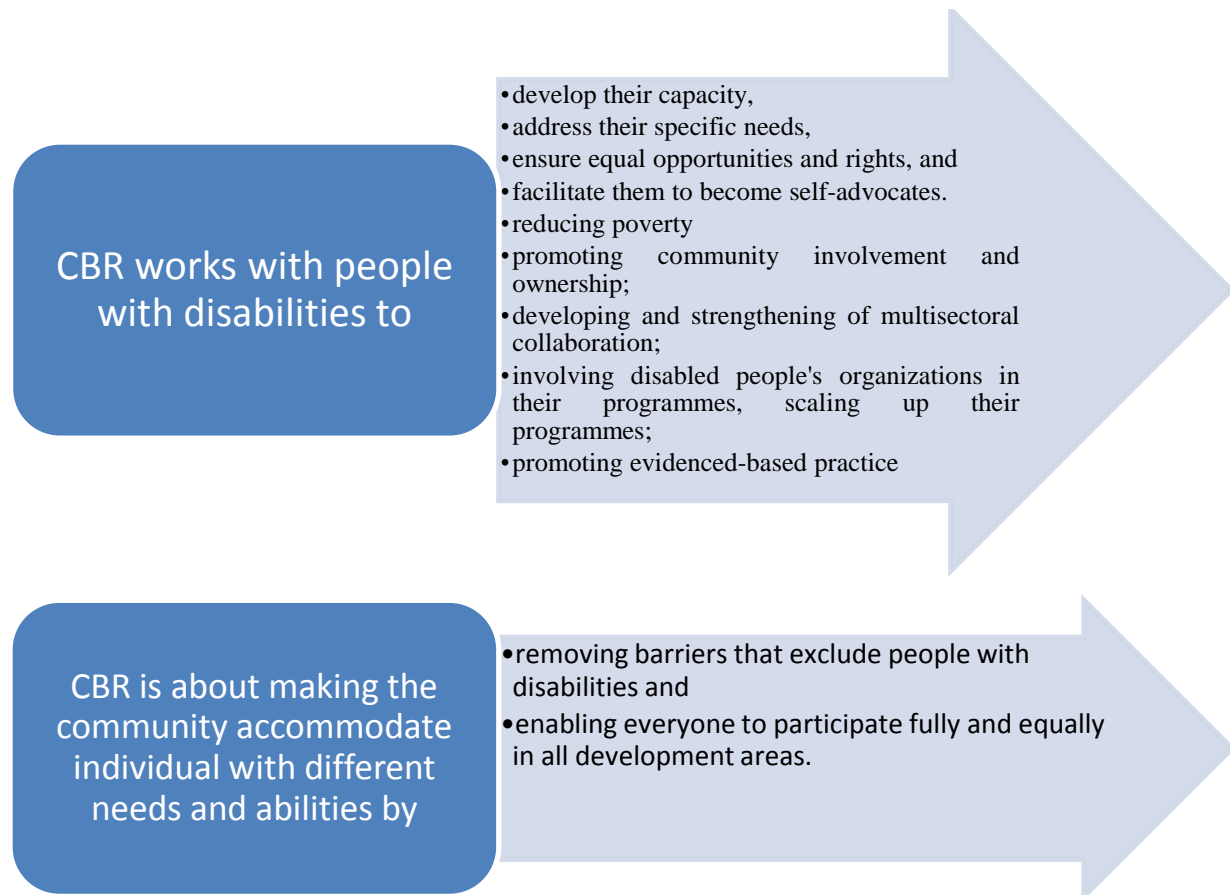 CBR works with people
with disabilities to
•develop their capacity,
•address their specific needs,
•ensure equal opportunities and rights, and
•facilitate them to become self-advocates.
•reducing poverty
•promoting community involvement and
ownership;
•developing and strengthening of multisectoral
collaboration;
•involving disabled people's organizations in
their programmes, scaling up their
programmes;
•promoting evidenced-based practice
CBR is about making the
community accommodate
individual with different
needs and abilities by
•removing barriers that exclude people with
disabilities and
•enabling everyone to participate fully and equally
in all development areas.